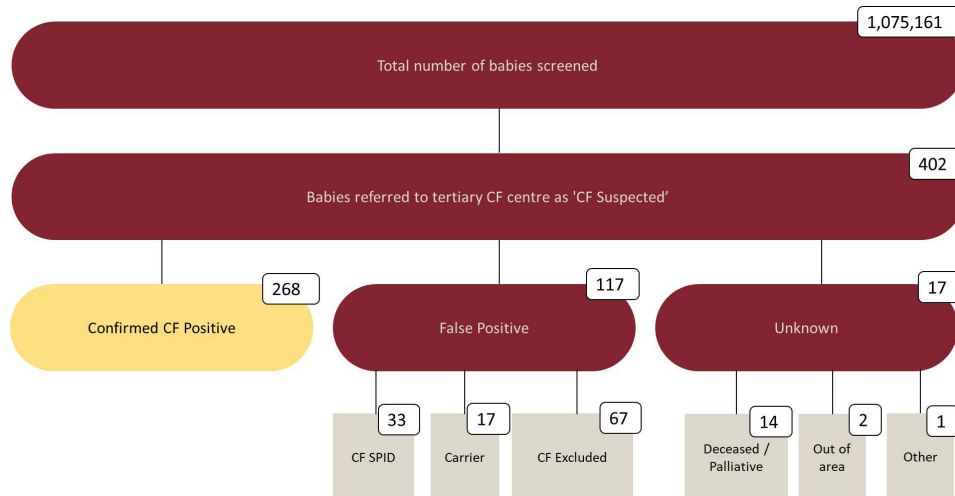 1,075,161
Total number of babies screened
402
Babies referred to tertiary CF centre as 'CF Suspected’
268
Confirmed CF Positive
117
False Positive
17
Unknown
33
CF SPID
17
Carrier
67
CF Excluded
14
Deceased /
Palliative
2
Out of
area
1
Other